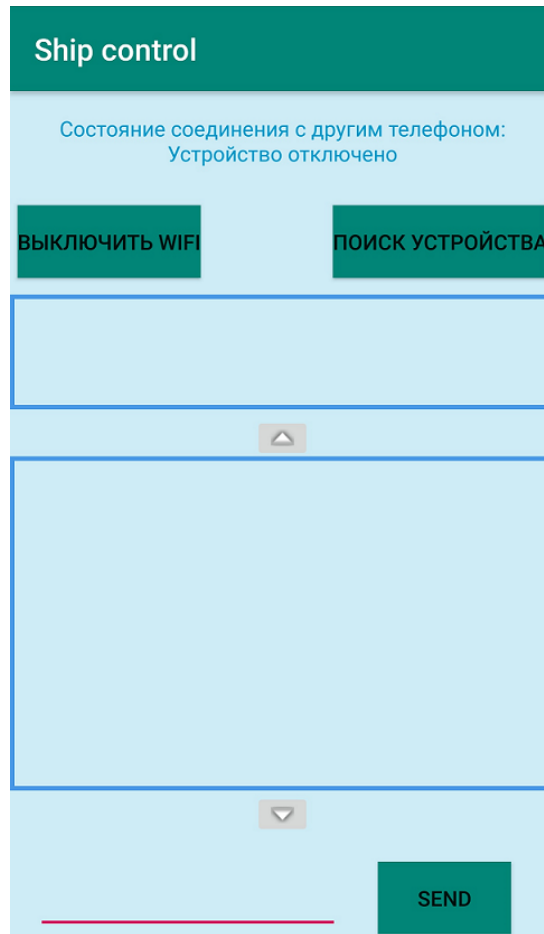 Ship control
Состояние соединения с другим телефоном:
Устройство отключено
ВЫКЛЮЧИТЬ WIFI
ПОИСК УСТРОЙСТВА
SEND